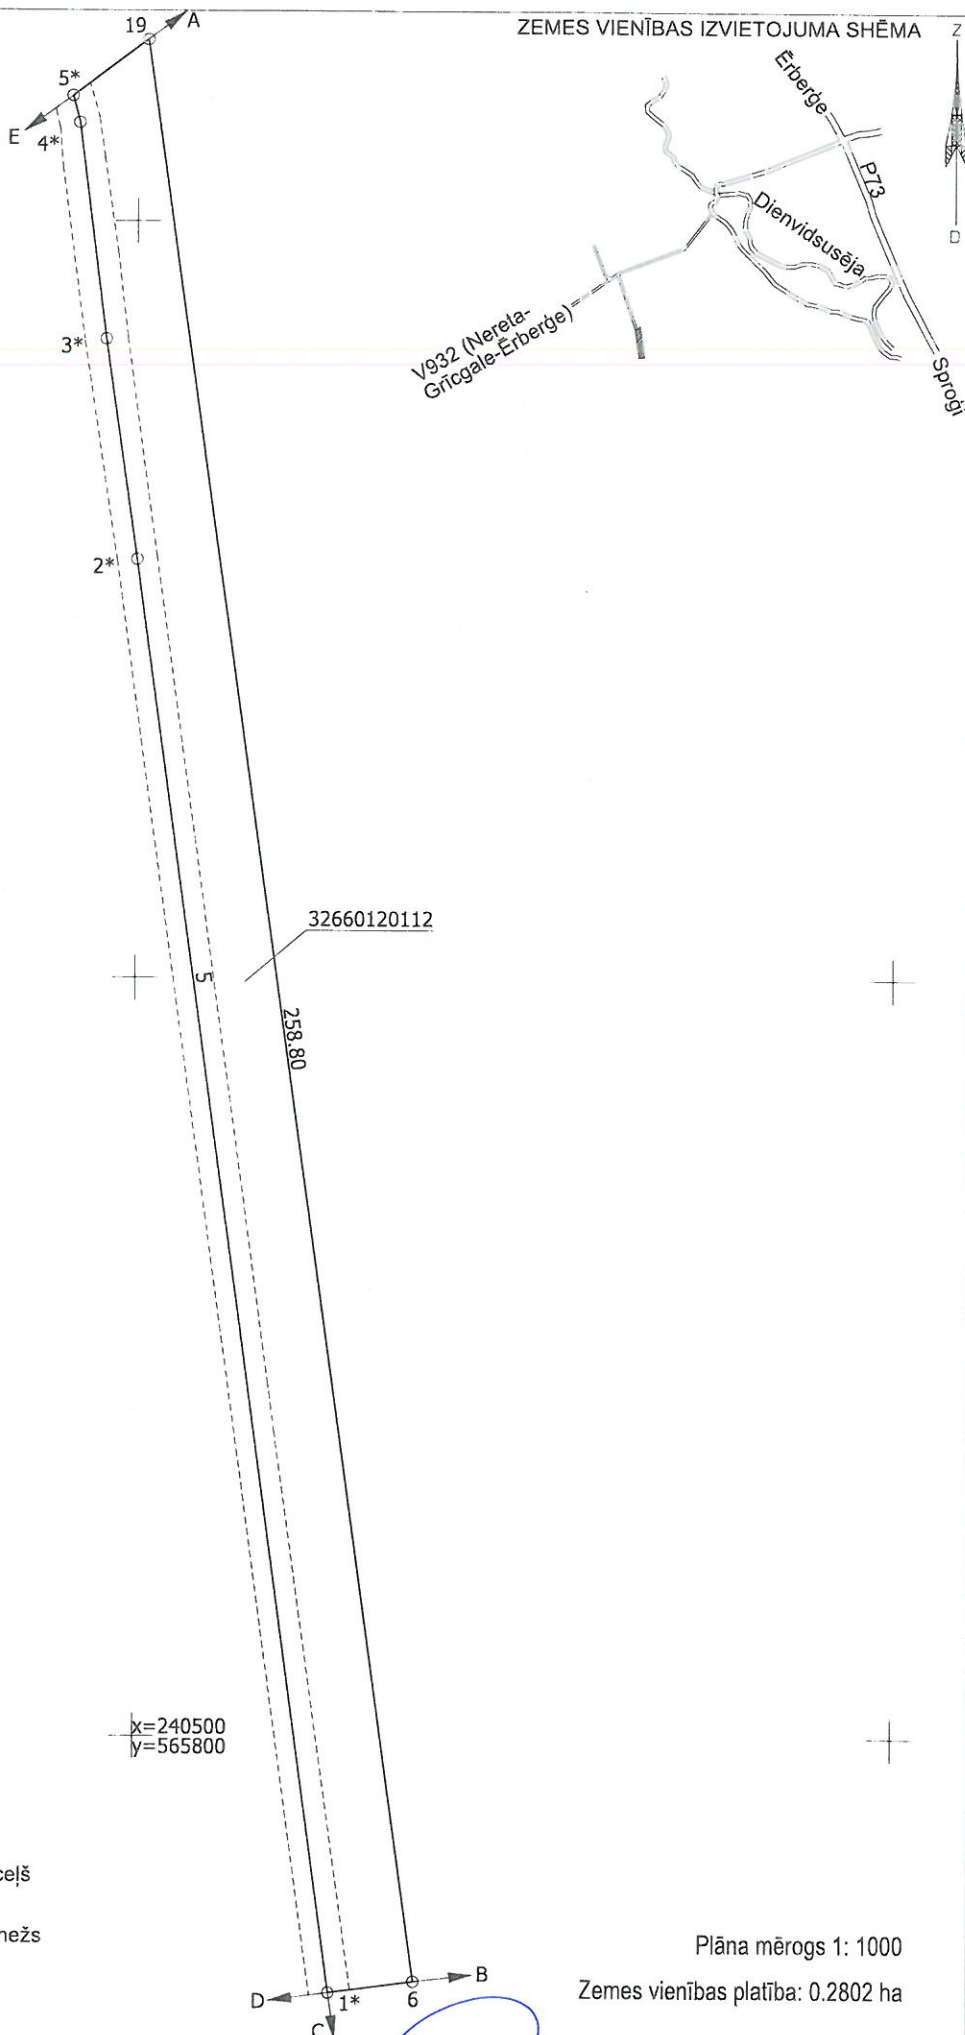 ZEMES VIENĪBAS IZVIETOJUMA SHĒMA
Z
D
Ērberģe
P73
Dienvidsusēja
V932 (Nereta-
Grīcgale-Ērberģe)
Sproģi
19
A
5*
E
4*
3*
2*
32660120112
5
258.80
x=240500
y=565800
ceļš
nežs
Plāna mērogs 1: 1000
Zemes vienības platība: 0.2802 ha
B
D
1*
6
C